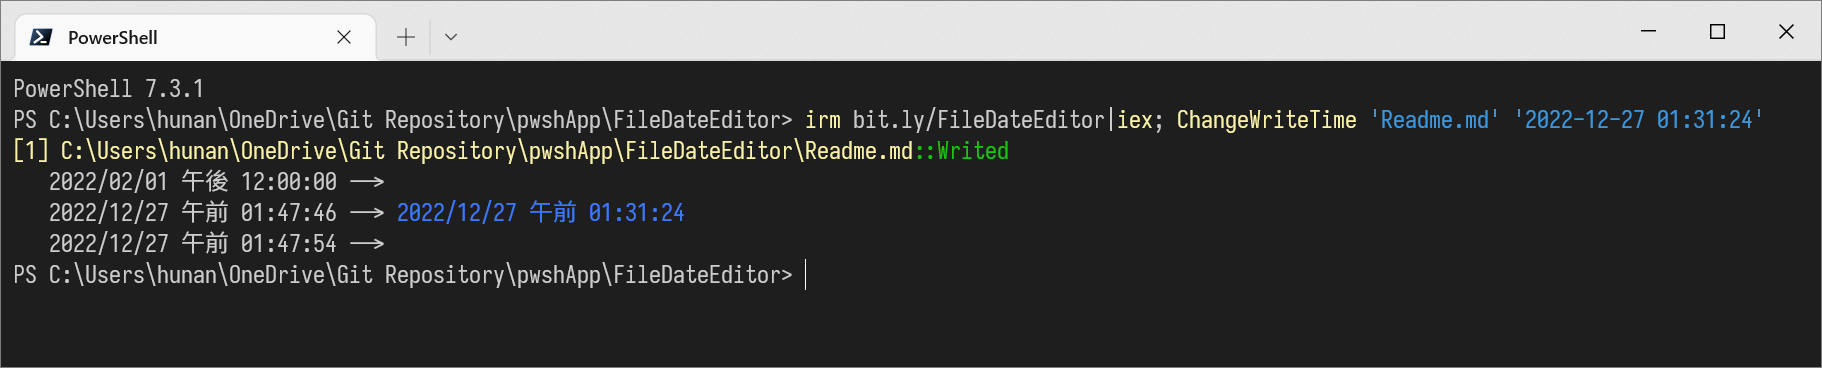 PowerShell
PowerShell 7.3.1
PS C:\Users\hunan\OneDrive\Git Repository\pwshApp\FileDateEditor> irm bit.ly/FileDateEditor|iex; ChangeWriteTime 'Readme.md' '2022-12-27 01:31:24'
[1] C:\Users\hunan\OneDrive\Git Repository\pwshApp\FileDateEditor\Readme.md::Writed
2022/02/01 午後 12:00:00 -->
2022/12/27 午前 01:47:46 --> 2022/12/27 午前 01:31:24
2022/12/27 午前 01:47:54 -->
PS C:\Users\hunan\OneDrive\Git Repository\pwshApp\FileDateEditor>